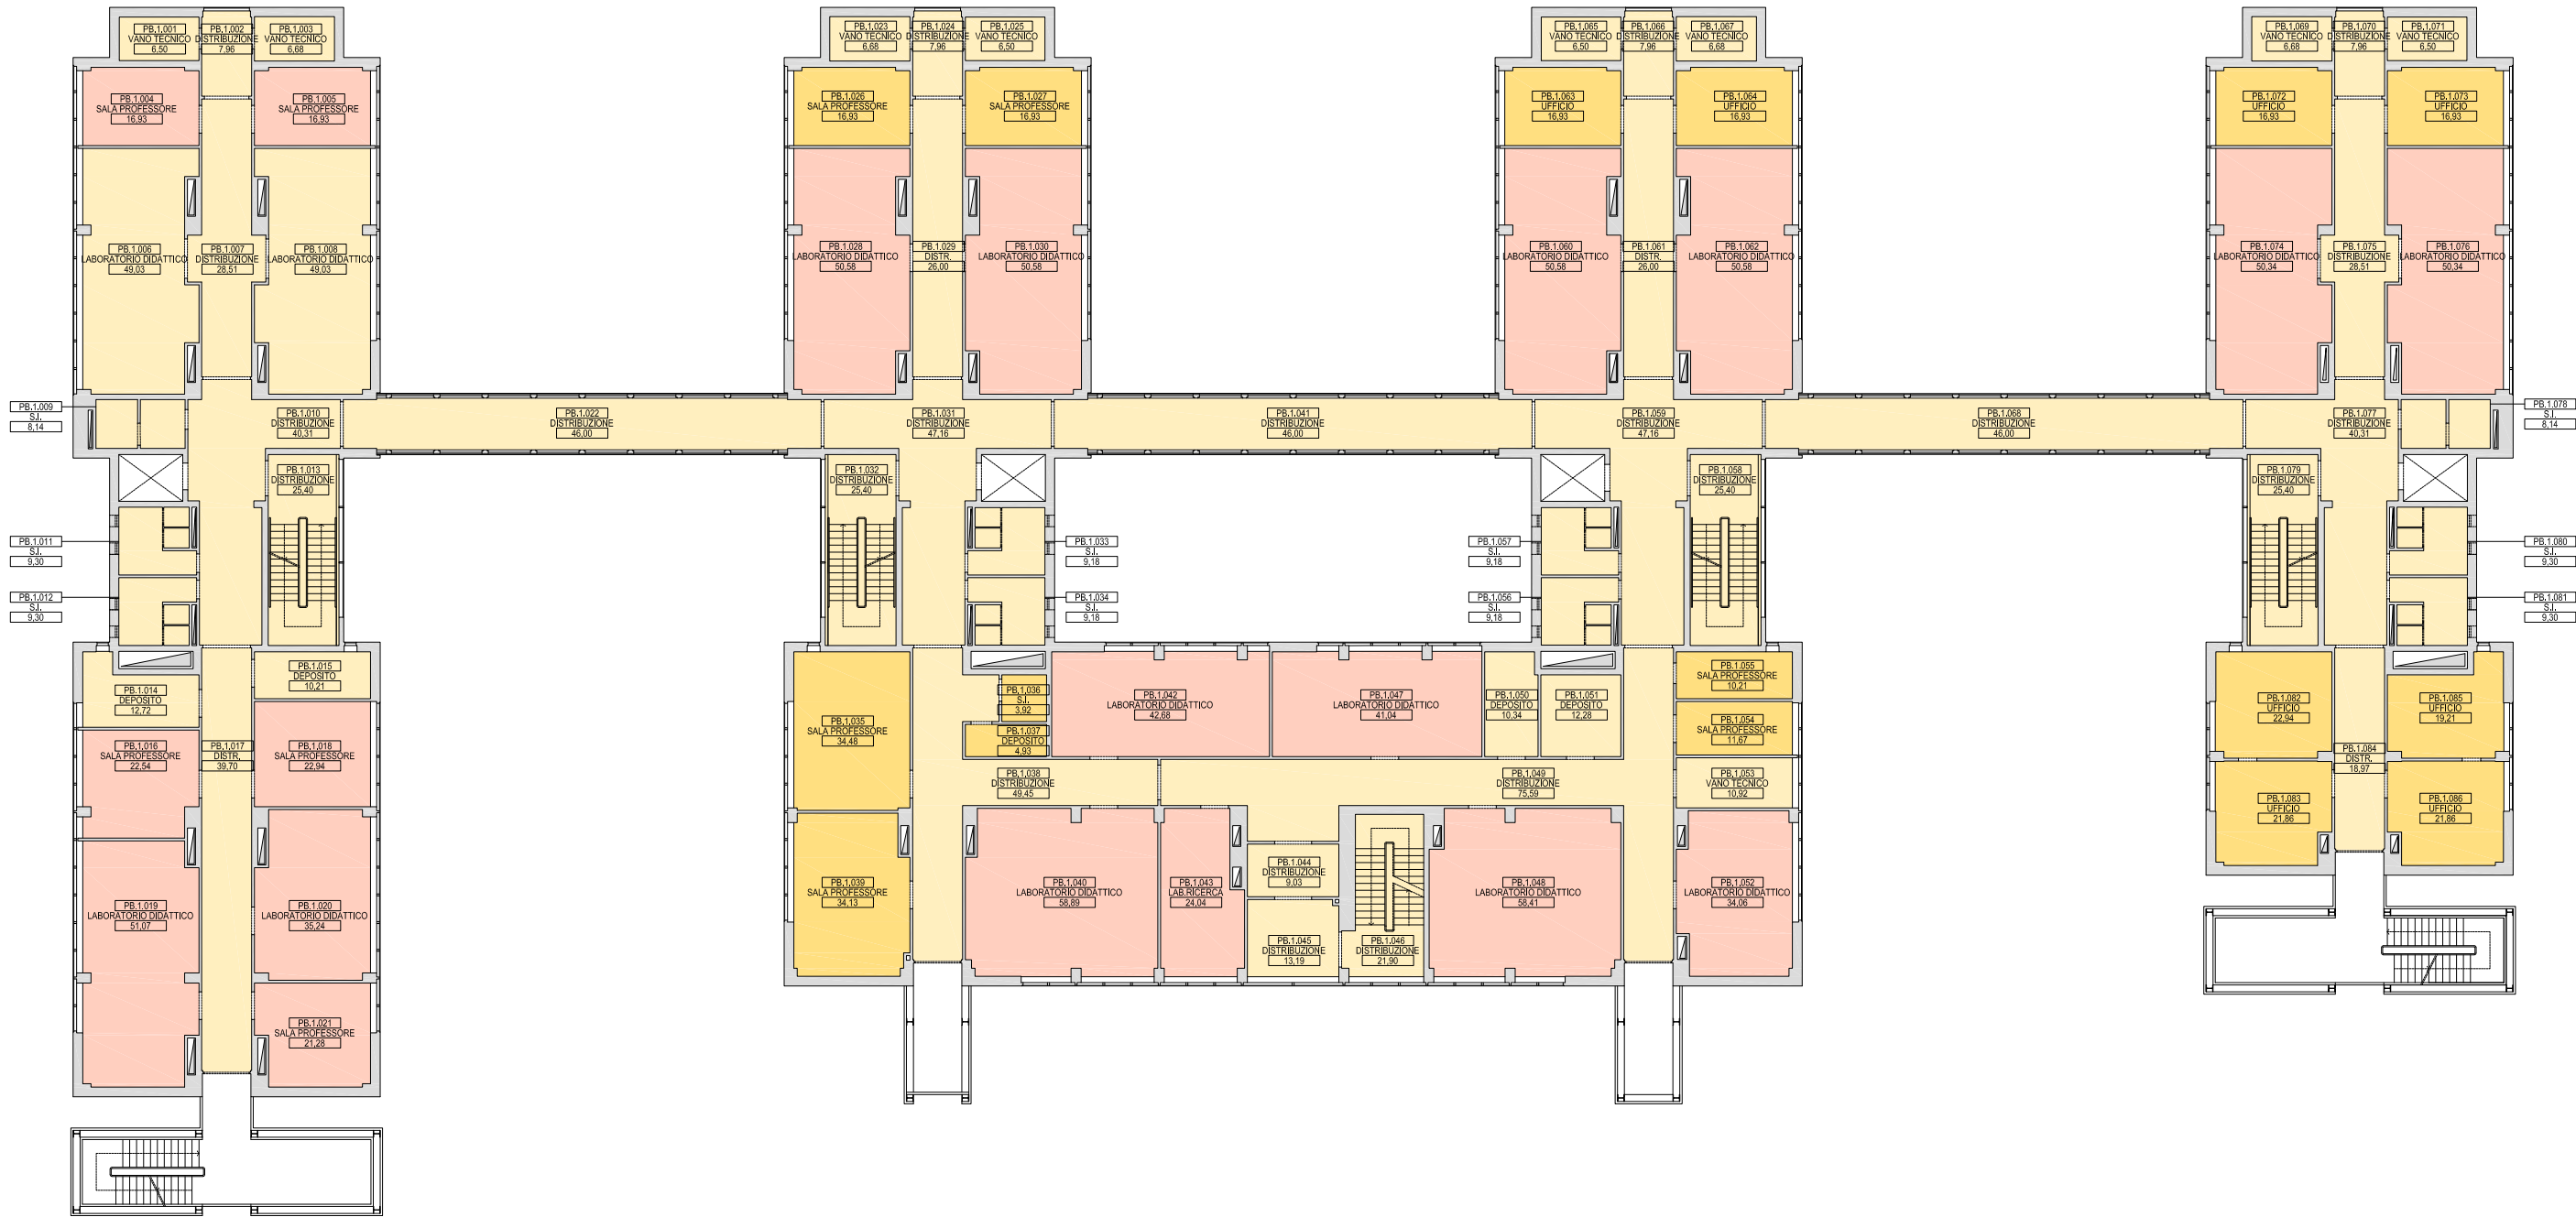 PB.1.001
VANO TECNICO
6,50
PB.1.002
DISTRIBUZIONE
7,96
PB.1.003
VANO TECNICO
6,68
PB.1.004
SALA PROFESSORE
16,93
PB.1.005
SALA PROFESSORE
16,93
PB.1.006
LABORATORIO DIDATTICO
49,03
PB.1.007
DISTRIBUZIONE
28,51
PB.1.008
LABORATORIO DIDATTICO
49,03
PB.1.009
S.I.
8,14
PB.1.010
DISTRIBUZIONE
40,31
PB.1.011
S.I.
9,30
PB.1.012
S.I.
9,30
PB.1.013
DISTRIBUZIONE
25,40
PB.1.014
DEPOSITO
12,72
PB.1.015
DEPOSITO
10,21
PB.1.016
SALA PROFESSORE
22,54
PB.1.017
DISTR.
39,70
PB.1.018
SALA PROFESSORE
22,94
PB.1.019
LABORATORIO DIDATTICO
51,07
PB.1.020
LABORATORIO DIDATTICO
35,24
PB.1.021
SALA PROFESSORE
21,28
PB.1.022
DISTRIBUZIONE
46,00
PB.1.023
VANO TECNICO
6,68
PB.1.024
DISTRIBUZIONE
7,96
PB.1.025
VANO TECNICO
6,50
PB.1.026
SALA PROFESSORE
16,93
PB.1.027
SALA PROFESSORE
16,93
PB.1.028
LABORATORIO DIDATTICO
50,58
PB.1.029
DISTR.
26,00
PB.1.030
LABORATORIO DIDATTICO
50,58
PB.1.031
DISTRIBUZIONE
47,16
PB.1.032
DISTRIBUZIONE
25,40
PB.1.033
S.I.
9,18
PB.1.034
S.I.
9,18
PB.1.035
SALA PROFESSORE
34,48
PB.1.036
S.I.
3,92
PB.1.037
DEPOSITO
4,93
PB.1.038
DISTRIBUZIONE
49,45
PB.1.039
SALA PROFESSORE
34,13
PB.1.040
LABORATORIO DIDATTICO
58,89
PB.1.041
DISTRIBUZIONE
46,00
PB.1.042
LABORATORIO DIDATTICO
42,68
PB.1.043
LAB.RICERCA
24,04
PB.1.044
DISTRIBUZIONE
9,03
PB.1.045
DISTRIBUZIONE
13,19
PB.1.046
DISTRIBUZIONE
21,90
PB.1.047
LABORATORIO DIDATTICO
41,04
PB.1.048
LABORATORIO DIDATTICO
58,41
PB.1.049
DISTRIBUZIONE
75,59
PB.1.050
DEPOSITO
10,34
PB.1.051
DEPOSITO
12,28
PB.1.052
LABORATORIO DIDATTICO
34,06
PB.1.053
VANO TECNICO
10,92
PB.1.054
SALA PROFESSORE
11,67
PB.1.055
SALA PROFESSORE
10,21
PB.1.056
S.I.
9,18
PB.1.057
S.I.
9,18
PB.1.058
DISTRIBUZIONE
25,40
PB.1.059
DISTRIBUZIONE
47,16
PB.1.060
LABORATORIO DIDATTICO
50,58
PB.1.061
DISTR.
26,00
PB.1.062
LABORATORIO DIDATTICO
50,58
PB.1.063
UFFICIO
16,93
PB.1.064
UFFICIO
16,93
PB.1.065
VANO TECNICO
6,50
PB.1.066
DISTRIBUZIONE
7,96
PB.1.067
VANO TECNICO
6,68
PB.1.068
DISTRIBUZIONE
46,00
PB.1.069
VANO TECNICO
6,68
PB.1.070
DISTRIBUZIONE
7,96
PB.1.071
VANO TECNICO
6,50
PB.1.072
UFFICIO
16,93
PB.1.073
UFFICIO
16,93
PB.1.074
LABORATORIO DIDATTICO
50,34
PB.1.075
DISTRIBUZIONE
28,51
PB.1.076
LABORATORIO DIDATTICO
50,34
PB.1.077
DISTRIBUZIONE
40,31
PB.1.078
S.I.
8,14
PB.1.079
DISTRIBUZIONE
25,40
PB.1.080
S.I.
9,30
PB.1.081
S.I.
9,30
PB.1.082
UFFICIO
22,94
PB.1.083
UFFICIO
21,86
PB.1.084
DISTR.
18,97
PB.1.085
UFFICIO
19,21
PB.1.086
UFFICIO
21,86